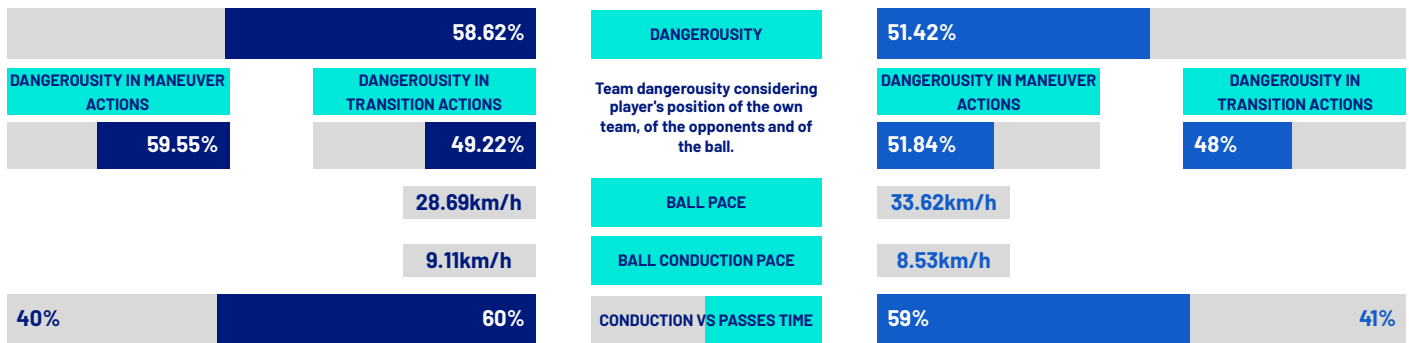 58.62%
DANGEROUSITY
51.42%
DANGEROUSITY IN MANEUVER
ACTIONS
DANGEROUSITY IN
TRANSITION ACTIONS
Team dangerousity considering
player's position of the own
team, of the opponents and of
the ball.
DANGEROUSITY IN MANEUVER
ACTIONS
DANGEROUSITY IN
TRANSITION ACTIONS
59.55%
49.22%
51.84%
48%
28.69km/h
BALL PACE
33.62km/h
9.11km/h
BALL CONDUCTION PACE
8.53km/h
40%
60%
CONDUCTION VS PASSES TIME
59%
41%